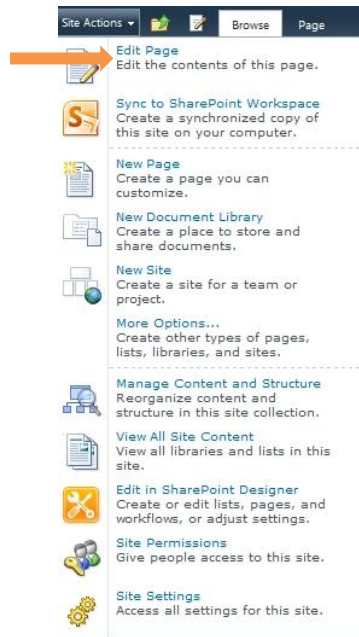 Site Actions Browse Page
Edit Page
Edit the contents of this page.
Sync to SharePoint Workspace
Create a synchronized copy of
this site on your computer.
New Page
Create a page you can
customize.
New Document Library
Create a place to store and
share documents.
New Site
Create a site for a team or
project.
More Options...
Create other types of pages,
lists, libraries, and sites.
Manage Content and Structure
Reorganize content and
structure in this site collection.
View All Site Content
View all libraries and lists in this
site.
Edit in SharePoint Designer
Create or edit lists, pages, and
workflows, or adjust settings.
Site Permissions
Give people access to this site.
Site Settings
Access all settings for this site.